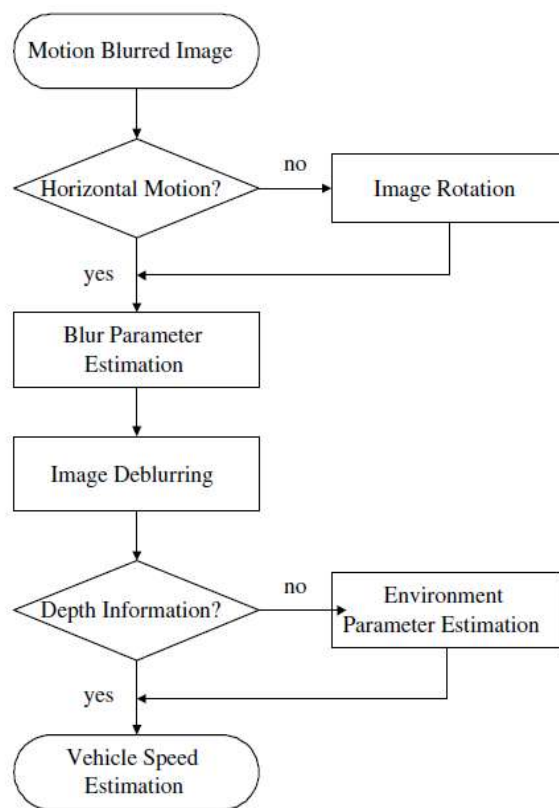 Motion Blurred Image
Horizontal Motion?
no
Image Rotation
yes
Blur Parameter
Estimation
Image Deblurring
Depth Information?
no
Environment
Parameter Estimation
yes
Vehicle Speed
Estimation